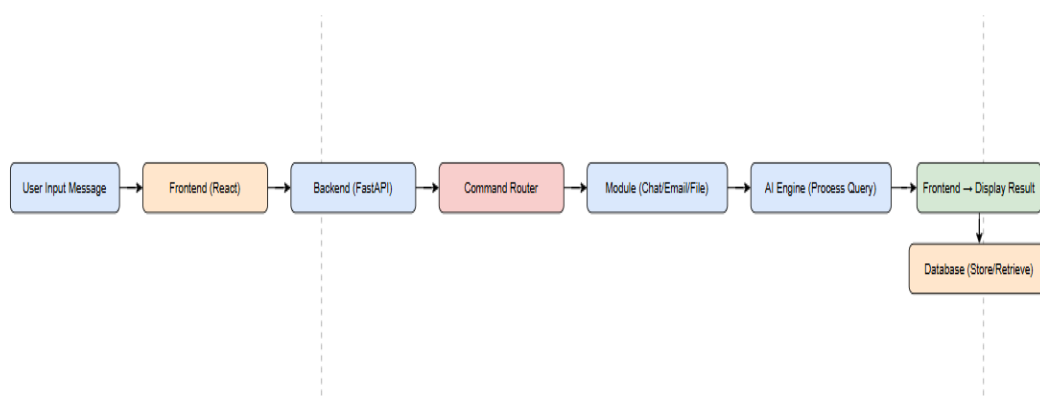 User Input Message
Frontend (React)
Backend (FastAPI)
Command Router
Module (Chat/Email/File)
AI Engine (Process Query)
Frontend → Display Result
Database (Store/Retrieve)